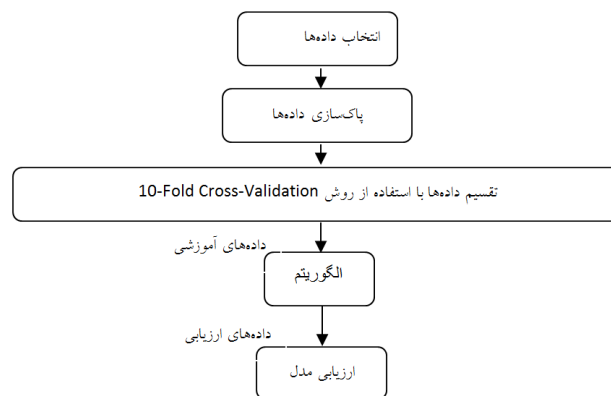 انتخاب داده‌ها
پاک‌سازی داده‌ها
تقسیم داده‌ها با استفاده از روش 10-Fold Cross-Validation
داده‌های آموزشی
الگوریتم
داده‌های ارزیابی
ارزیابی مدل